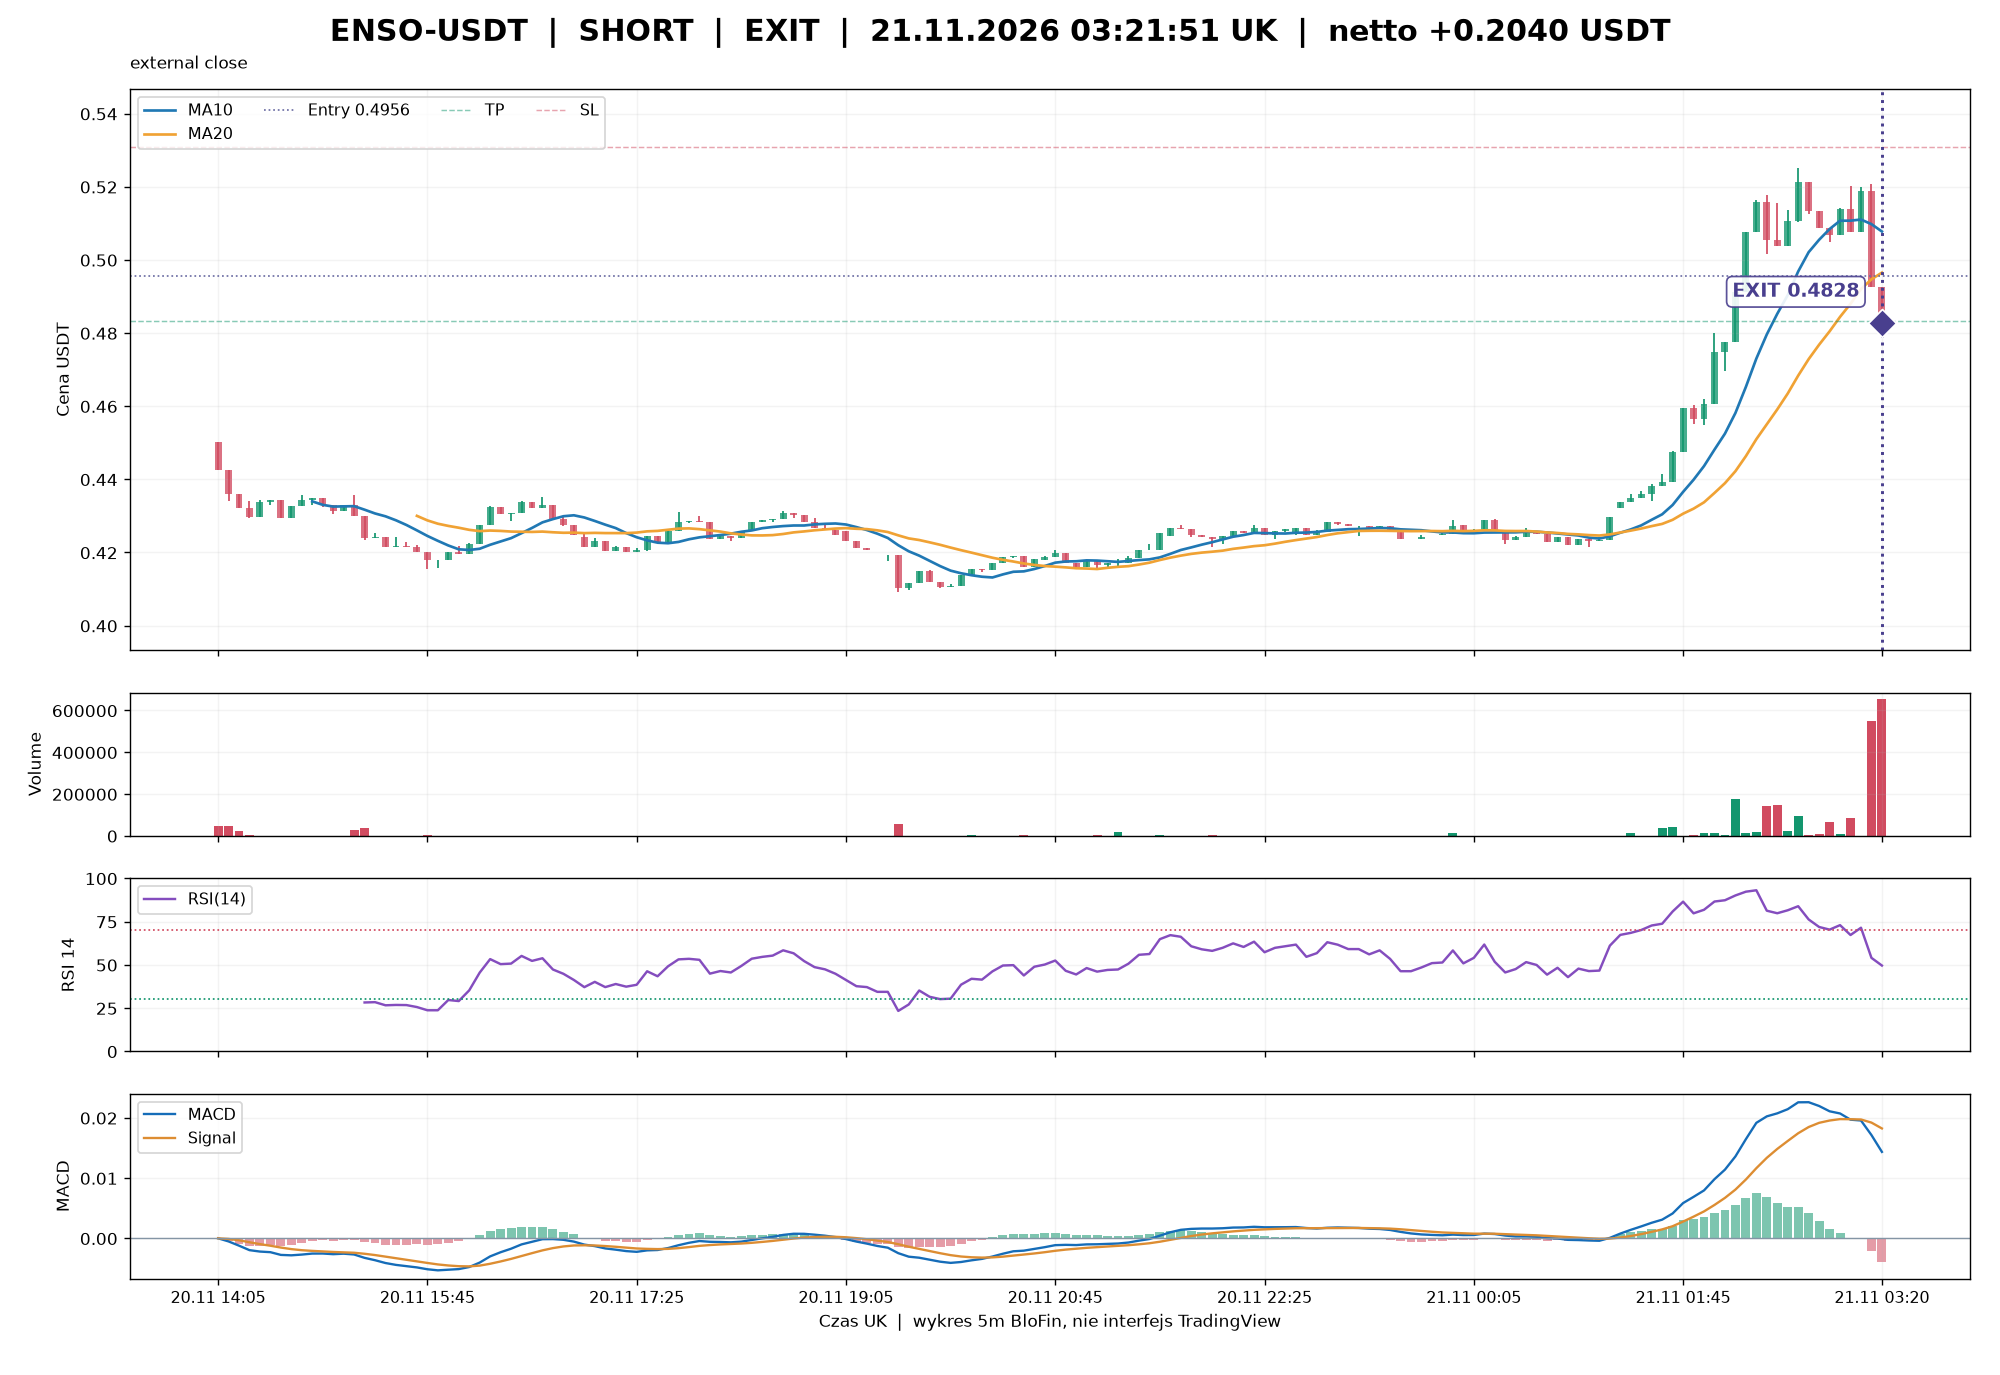 ENSO-USDT | SHORT | EXIT | 21.11.2026 03:21:51 UK | netto +0.2040 USDT
external close
MA10
MA20
Entry 0.4956
TP
SL
0.54
0.52
0.50
0.48
0.46
0.44
0.42
0.40
Cena USDT
EXIT 0.4828
600000
400000
200000
0
Volume
100
75
50
25
0
RSI 14
RSI(14)
0.02
0.01
0.00
MACD
MACD
Signal
20.11 14:05
20.11 15:45
20.11 17:25
20.11 19:05
20.11 20:45
20.11 22:25
21.11 00:05
21.11 01:45
21.11 03:20
Czas UK | wykres 5m BloFin, nie interfejs TradingView